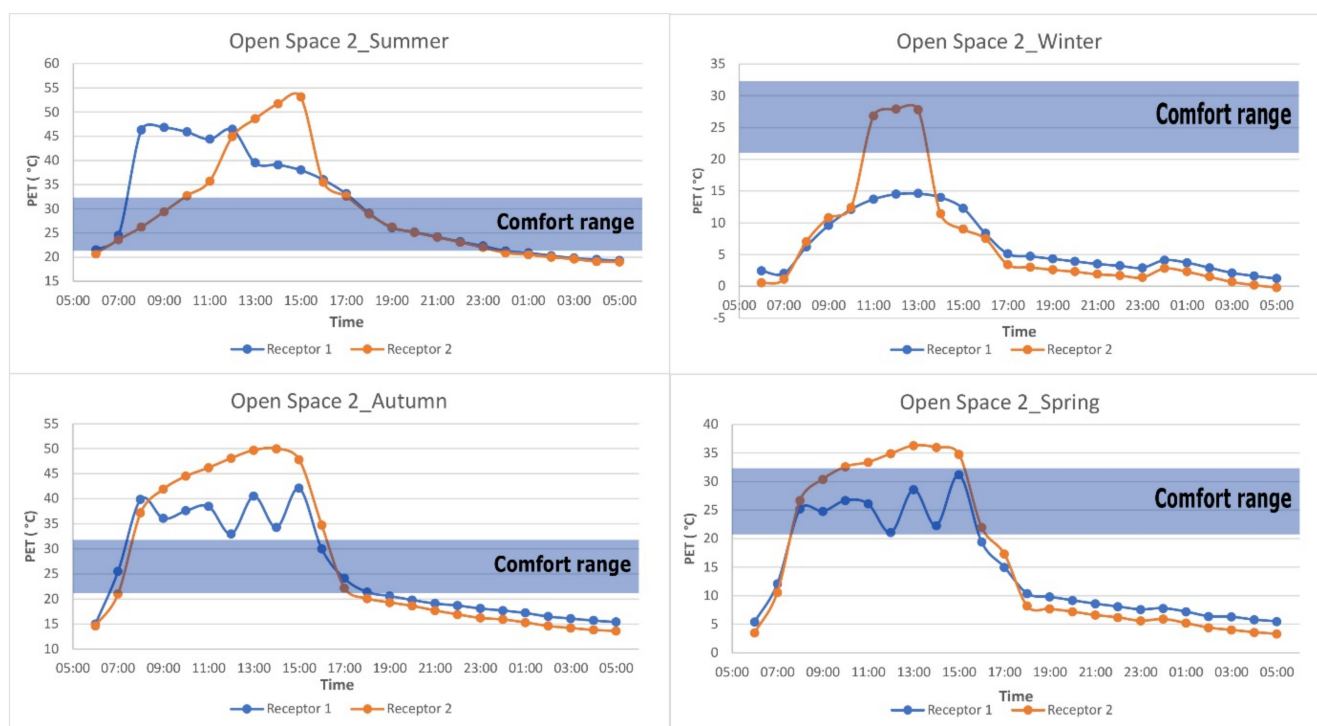 Open Space 2_Summer
60
55
50
45
40
35
30
25
20
15
PET ( °C)
Comfort range
05:00 07:00 09:00 11:00 13:00 15:00 17:00 19:00 21:00 23:00 01:00 03:00 05:00
Time
Receptor 1 Receptor 2
Open Space 2_Winter
35
30
25
20
15
10
5
0
-5
PET ( °C)
Comfort range
05:00 07:00 09:00 11:00 13:00 15:00 17:00 19:00 21:00 23:00 01:00 03:00 05:00
Time
Receptor 1 Receptor 2
Open Space 2_Autumn
55
50
45
40
35
30
25
20
15
10
PET ( °C)
Comfort range
05:00 07:00 09:00 11:00 13:00 15:00 17:00 19:00 21:00 23:00 01:00 03:00 05:00
Time
Receptor 1 Receptor 2
Open Space 2_Spring
40
35
30
25
20
15
10
5
0
PET ( °C)
Comfort range
05:00 07:00 09:00 11:00 13:00 15:00 17:00 19:00 21:00 23:00 01:00 03:00 05:00
Time
Receptor 1 Receptor 2